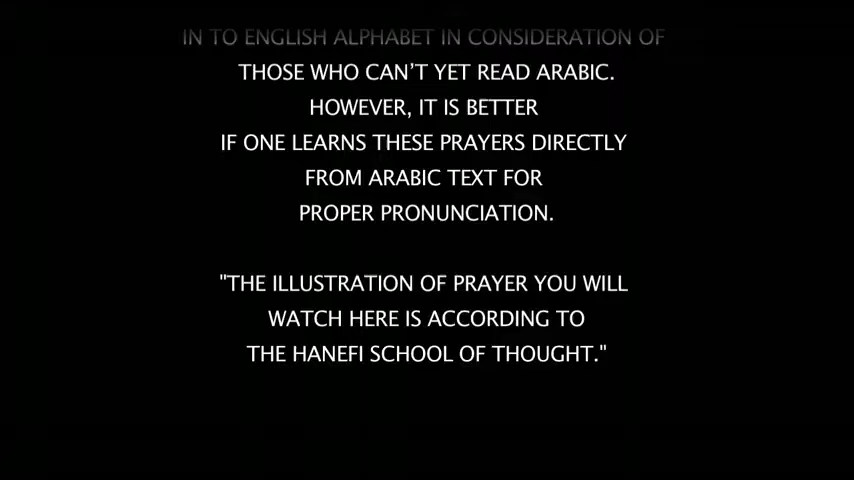 IN TO ENGLISH ALPHABET IN CONSIDERATION OF
THOSE WHO CAN'T YET READ ARABIC.
HOWEVER, IT IS BETTER
IF ONE LEARNS THESE PRAYERS DIRECTLY
FROM ARABIC TEXT FOR
PROPER PRONUNCIATION.
"THE ILLUSTRATION OF PRAYER YOU WILL
WATCH HERE IS ACCORDING TO
THE HANEFI SCHOOL OF THOUGHT."